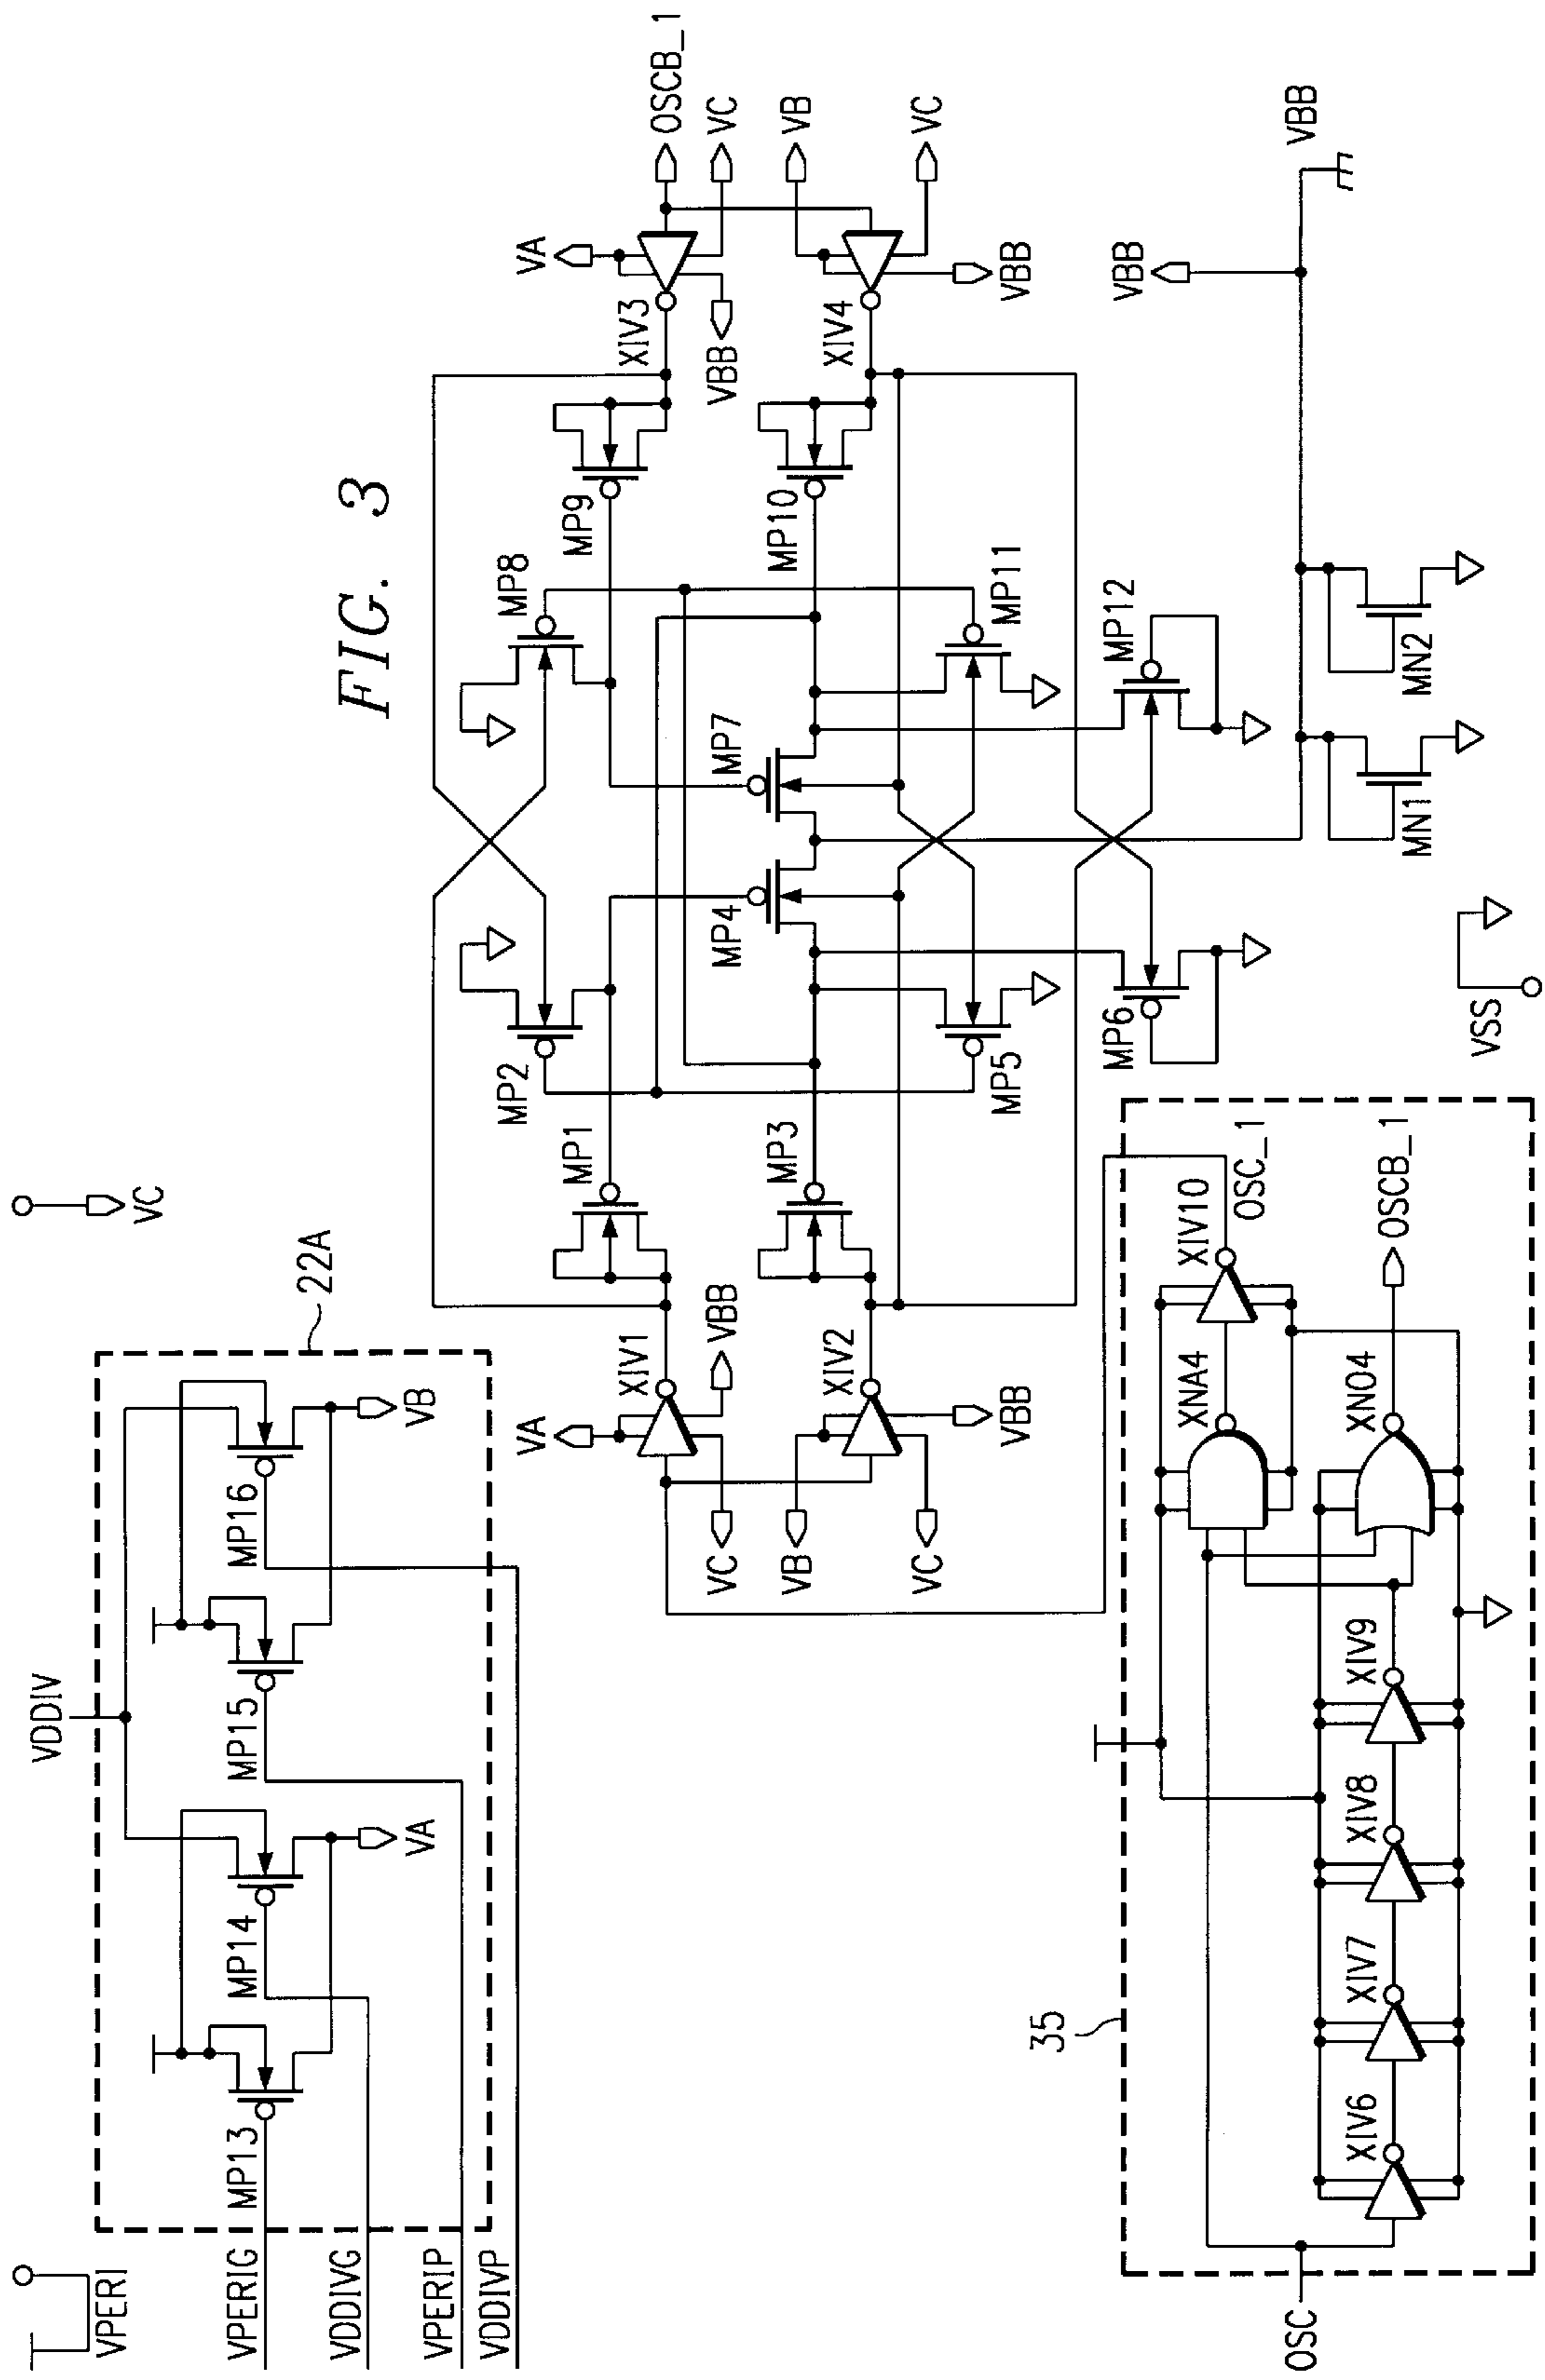 FIG. 3
VPERI
VC
VDDIV
22A
VPERIG
VDDIVG
VPERIP
VDDIVP
MP13
MP14
VA
MP15
MP16
VB
VA
XIV1
VBB
VC
VB
XIV2
VBB
VC
MP1
MP2
MP3
MP4
MP5
MP6
MP7
MP8
MP9
MP10
MP11
MP12
VA
XIV3
VBB
OSCB_1
VC
VB
XIV4
VBB
VC
VBB
VBB
MN1
MN2
VSS
35
OSC
XIV6
XIV7
XIV8
XIV9
XNA4
XIV10
OSC_1
XNO4
OSCB_1